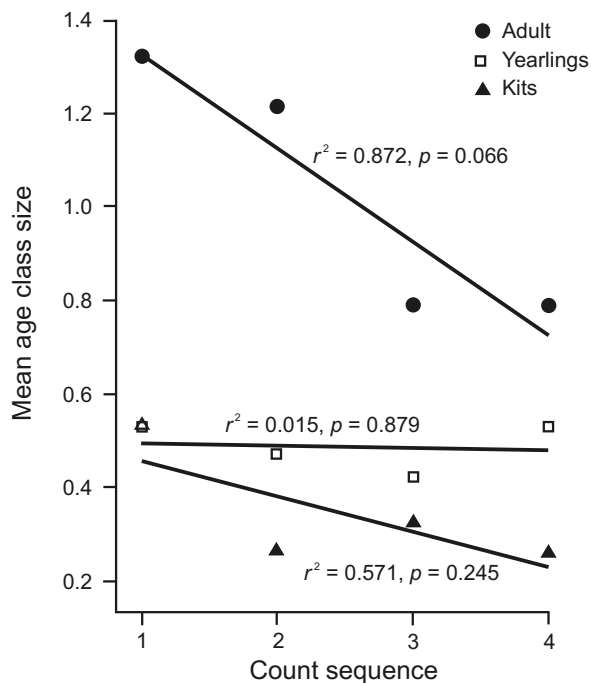 1.4
Adult
Yearlings
Kits
1.2
r² = 0.872, p = 0.066
1.0
Mean age class size
0.8
0.6
r² = 0.015, p = 0.879
0.4
r² = 0.571, p = 0.245
0.2
1 2 3 4
Count sequence